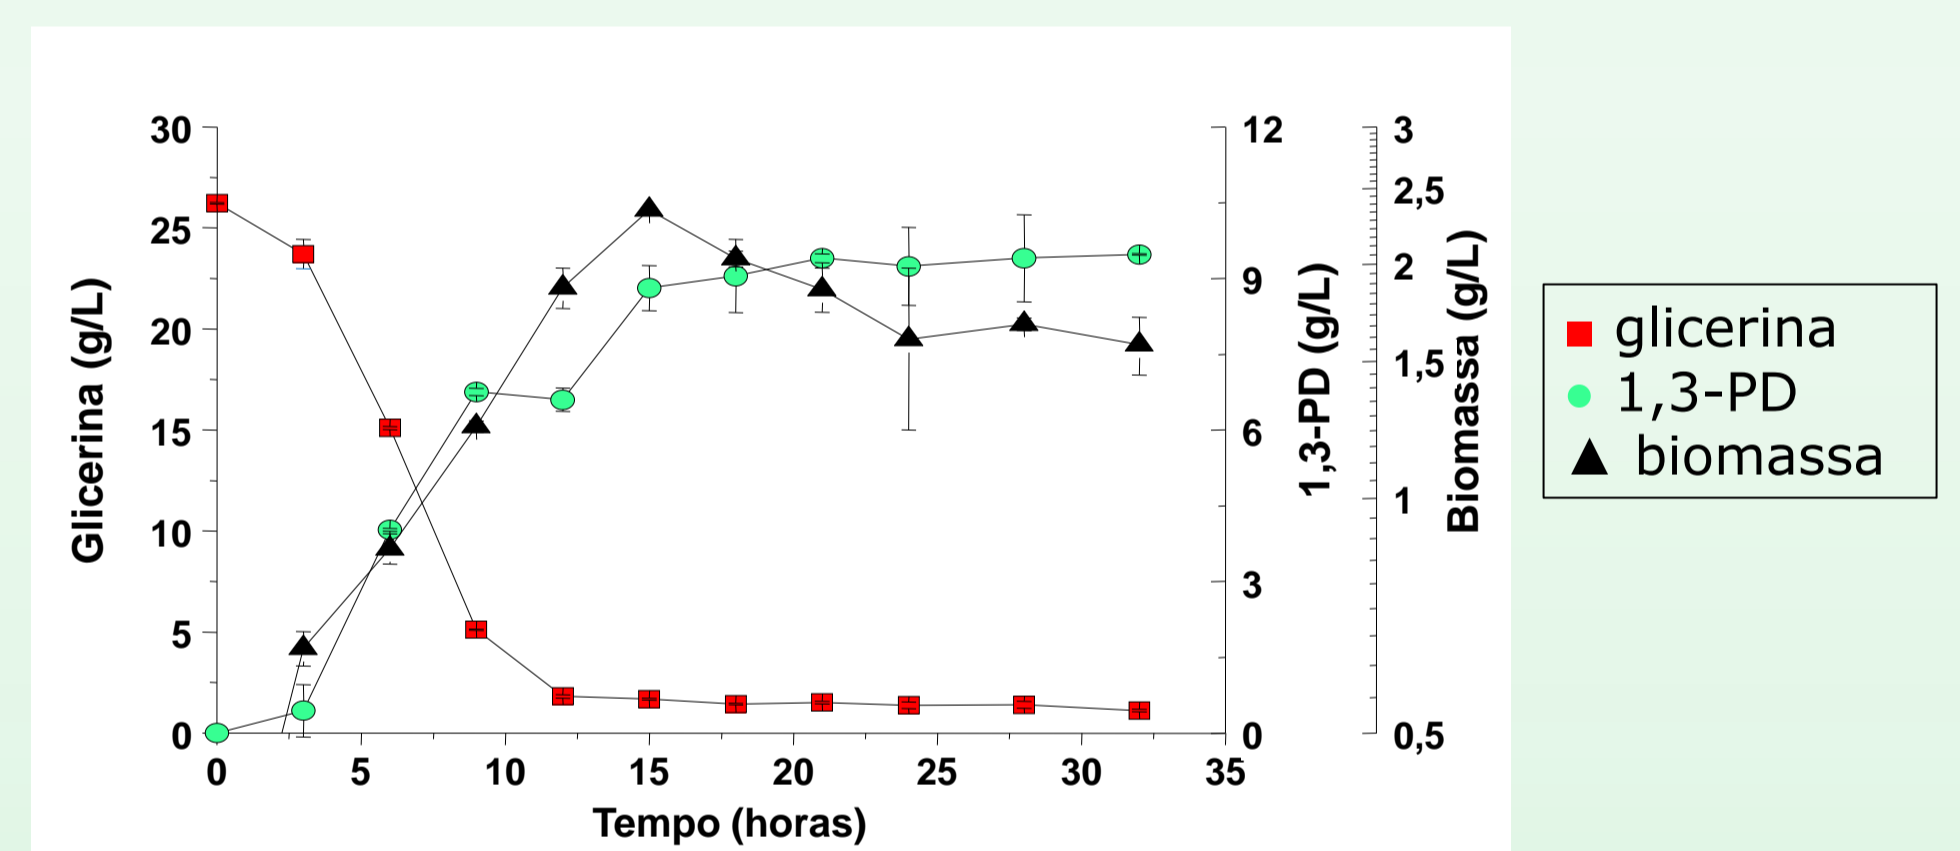 Glicerina (g/L)
30
25
20
15
10
5
0
0 5 10 15 20 25 30 35
Tempo (horas)
12
9
6
3
0
1,3-PD (g/L)
3
2,5
2
1,5
1
0,5
Biomassa (g/L)
glicerina
1,3-PD
biomassa